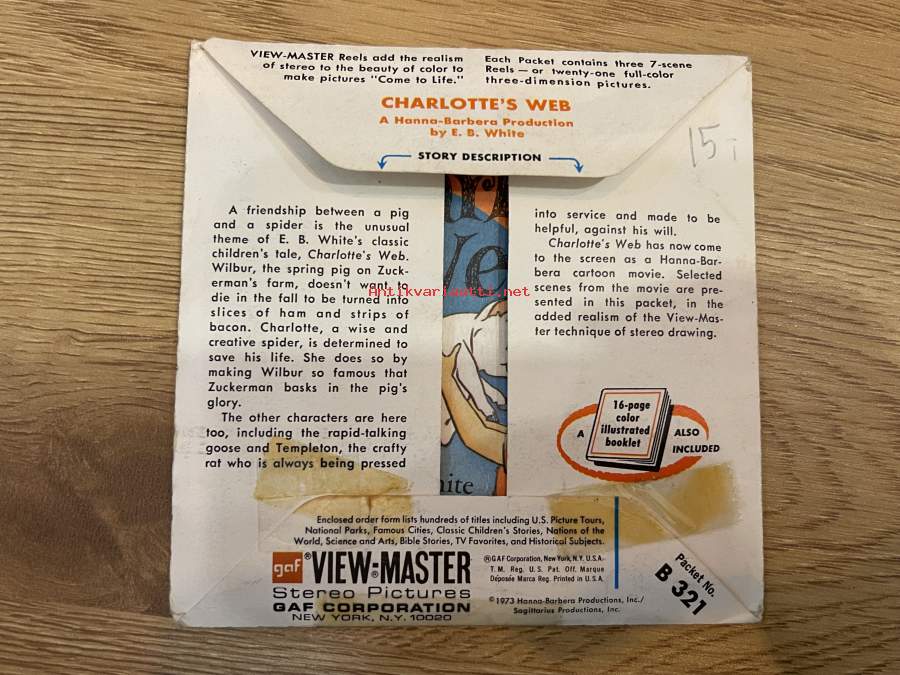 VIEW-MASTER Reels add the realism
of stereo to the beauty of color to
make pictures "Come to Life."
Each Packet contains three 7-scene
Reels — or twenty-one full-color
three-dimension pictures.
CHARLOTTE'S WEB
A Hanna-Barbera Production
by E. B. White
STORY DESCRIPTION
15
A friendship between a pig
and a spider is the unusual
theme of E. B. White's classic
children's tale, Charlotte's Web.
Wilbur, the spring pig on Zuck-
erman's farm, doesn't want to
die in the fall to be turned into
slices of ham and strips of
bacon. Charlotte, a wise and
creative spider, is determined to
save his life. She does so by
making Wilbur so famous that
Zuckerman basks in the pig's
glory.
The other characters are here
too, including the rapid-talking
goose and Templeton, the crafty
rat who is always being pressed
into service and made to be
helpful, against his will.
Charlotte's Web has now come
to the screen as a Hanna-Bar-
bera cartoon movie. Selected
scenes from the movie are pre-
sented in this packet, in the
added realism of the View-Mas-
ter technique of stereo drawing.
Antikvariaatti.net
16-page
color
illustrated
booklet
A ALSO
INCLUDED
Enclosed order form lists hundreds of titles including U.S. Picture Tours,
National Parks, Famous Cities, Classic Children's Stories, Nations of the
World, Science and Arts, Bible Stories, TV Favorites, and Historical Subjects.
gaf ® VIEW-MASTER
Stereo Pictures
GAF CORPORATION
NEW YORK, N.Y. 10020
® GAF Corporation, New York, N.Y. U.S.A.
T. M. Reg. U. S. Pat. Off. Marque
Déposée Marca Reg. Printed in U.S.A.
© 1973 Hanna-Barbera Productions, Inc./
Sagittarius Productions, Inc.
Packet No.
B 321